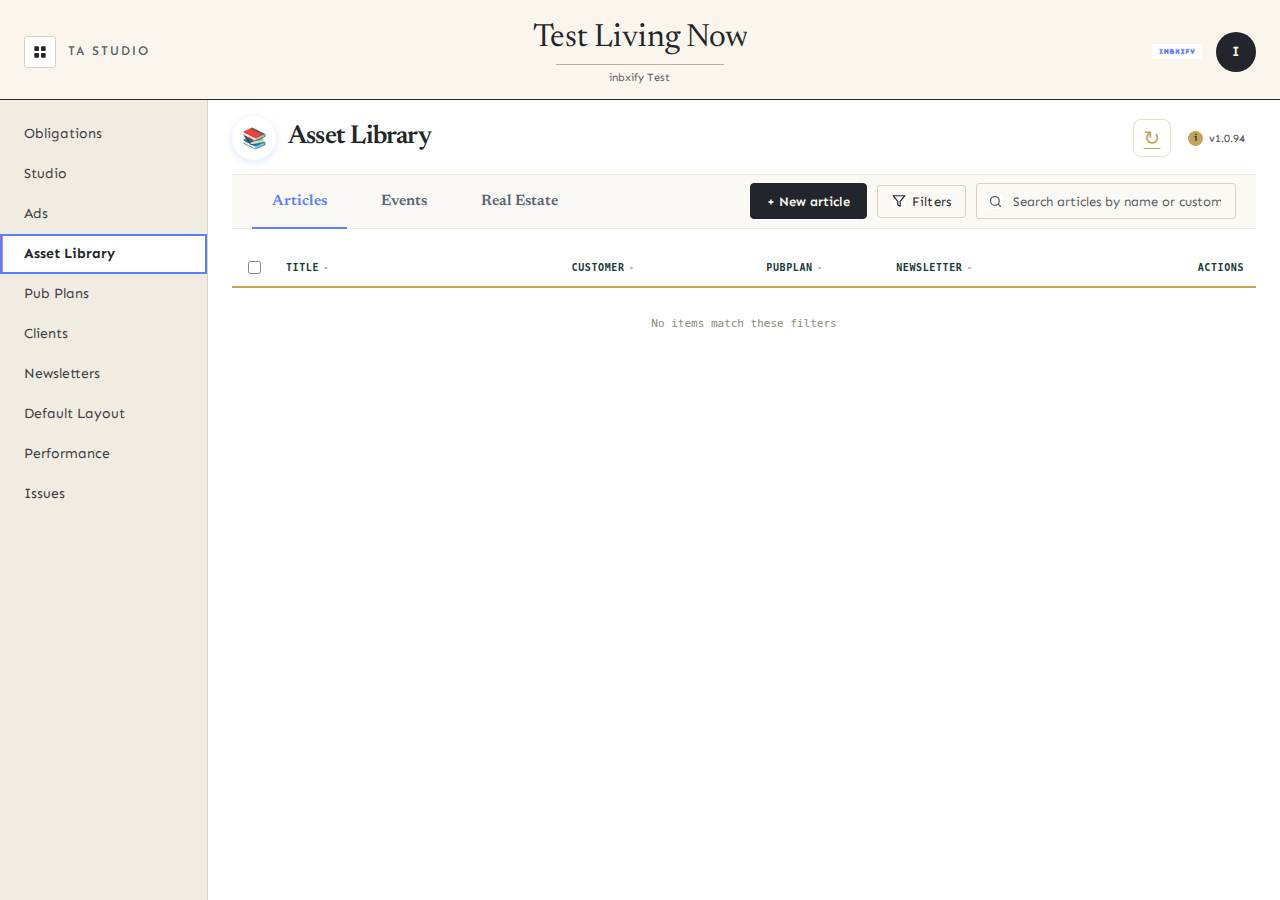 TA STUDIO
Test Living Now
inbxify Test
INBXIFY
I
Obligations
Studio
Ads
Asset Library
Pub Plans
Clients
Newsletters
Default Layout
Performance
Issues
Asset Library
↻
i v1.0.94
Articles Events Real Estate
+ New article
Filters
Search articles by name or custom
TITLE - CUSTOMER - PUBPLAN - NEWSLETTER - ACTIONS
No items match these filters